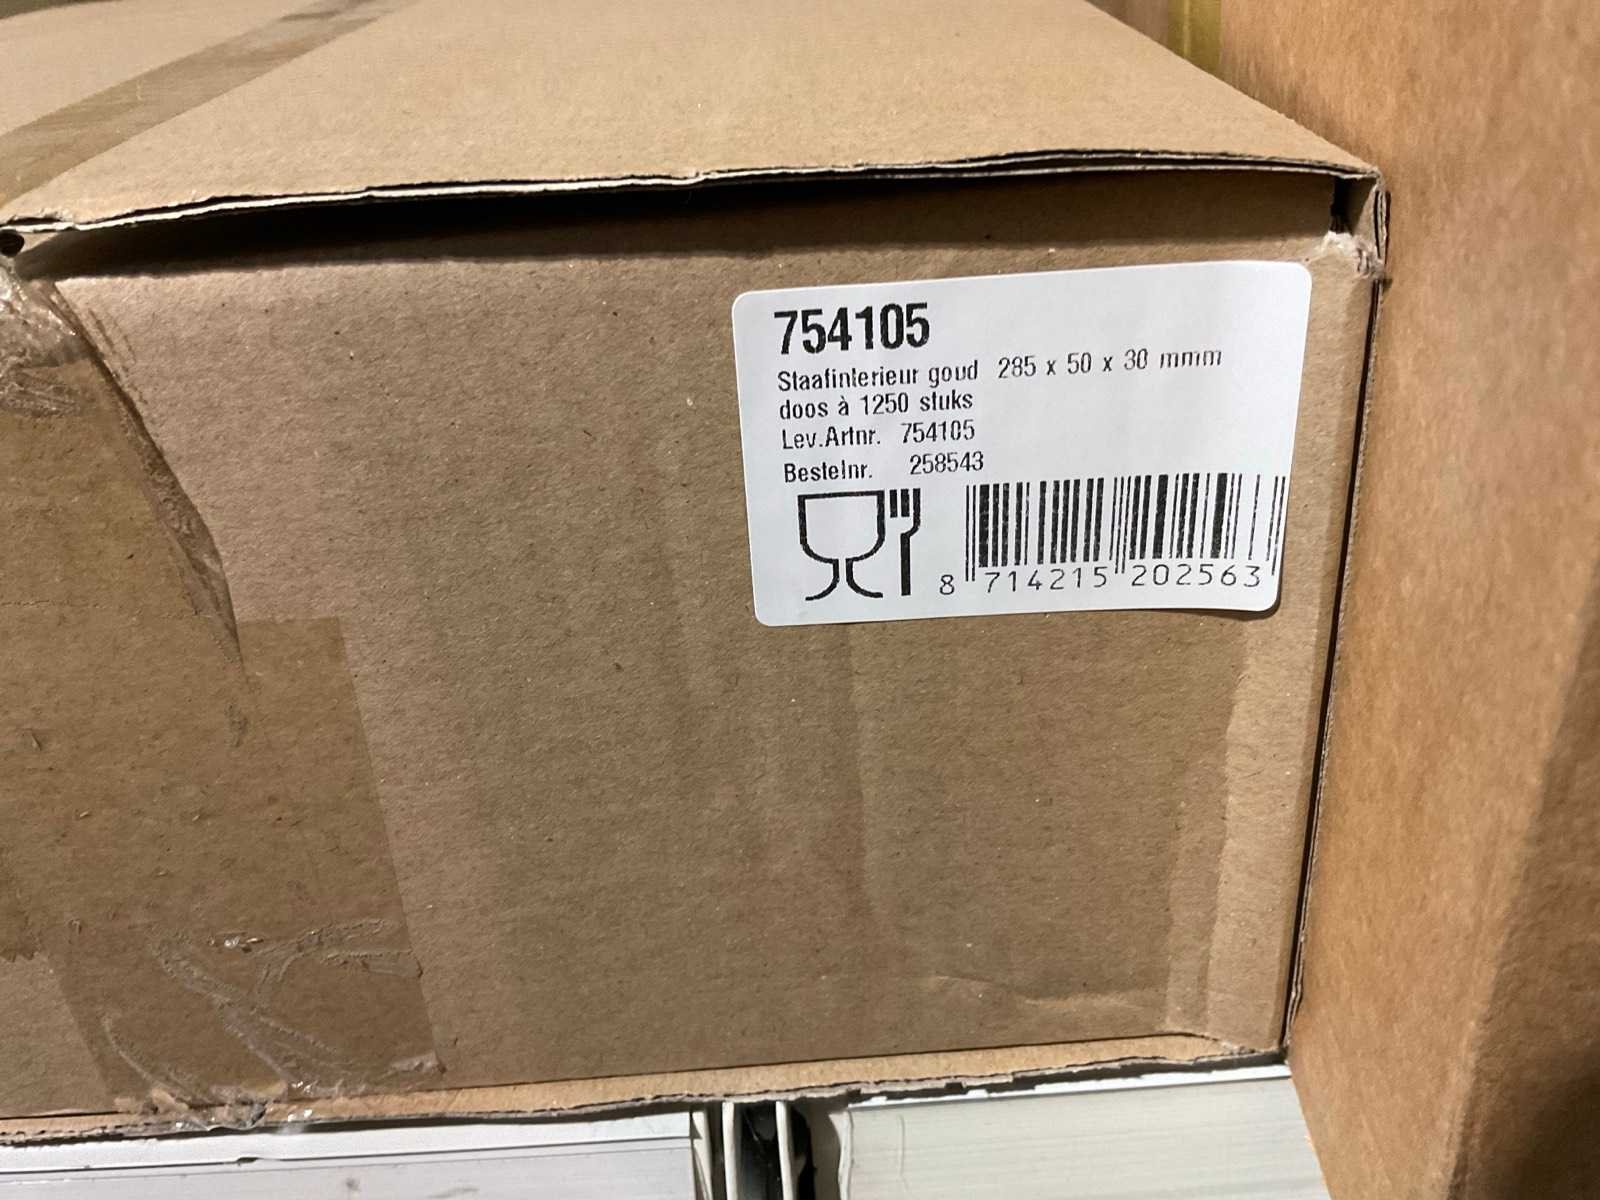 754105
Staafinterieur goud 285 x 50 x 30 mmm
doos à 1250 stuks
Lev.Artnr. 754105
Bestelnr. 258543
8 714215 202563